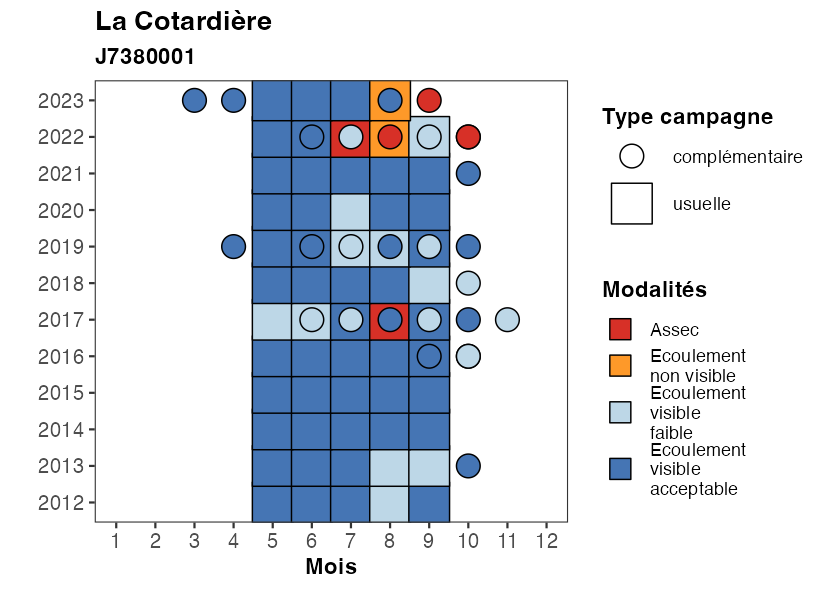 La Cotardière
J7380001
2023
2022
2021
2020
2019
2018
2017
2016
2015
2014
2013
2012
1 2 3 4 5 6 7 8 9 10 11 12
Mois
Type campagne
complémentaire
usuelle
Modalités
Assec
Ecoulement
non visible
Ecoulement
visible
faible
Ecoulement
visible
acceptable